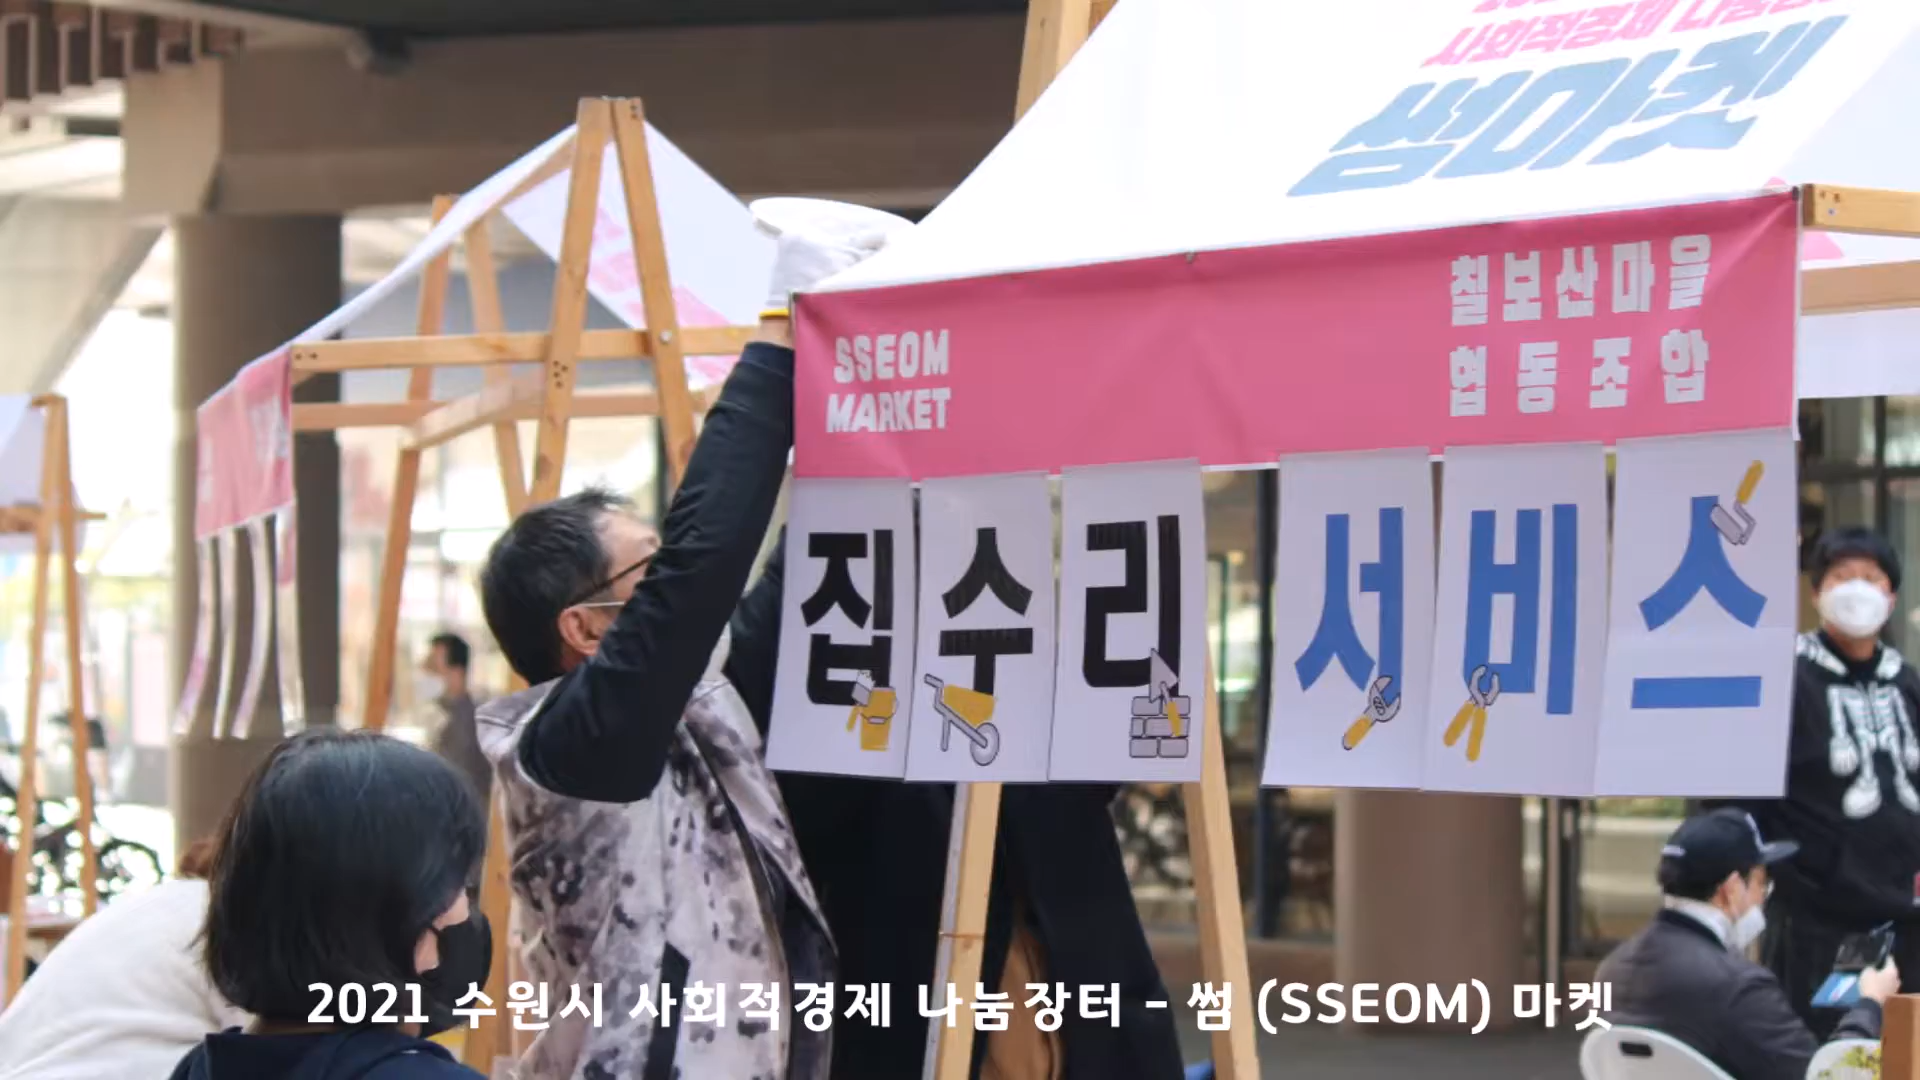 사회적경제 나눔장터
썸마켓
SSEOM
MARKET
칠보산마을
협동조합
집수리 서비스
2021 수원시 사회적경제 나눔장터 - 썸 (SSEOM) 마켓